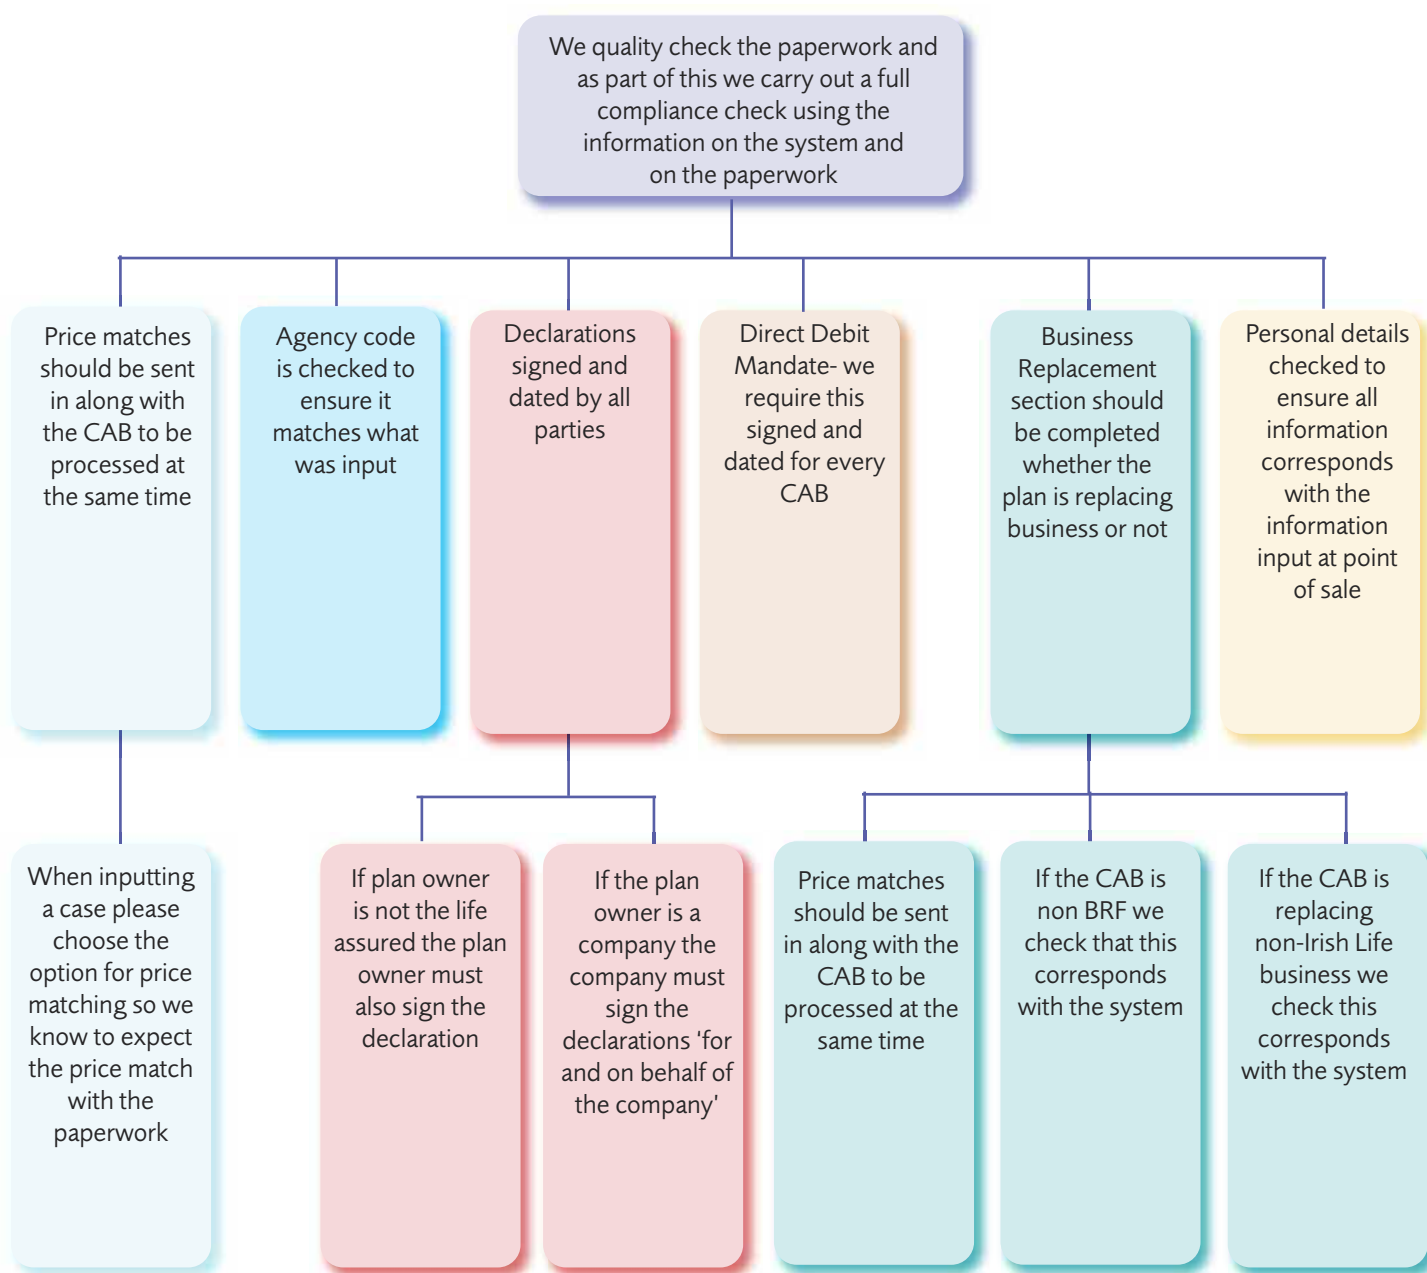 We quality check the paperwork and
as part of this we carry out a full
compliance check using the
information on the system and
on the paperwork
Price matches
should be sent
in along with
the CAB to be
processed at
the same time
Agency code
is checked to
ensure it
matches what
was input
Declarations
signed and
dated by all
parties
Direct Debit
Mandate- we
require this
signed and
dated for every
CAB
Business
Replacement
section should
be completed
whether the
plan is replacing
business or not
Personal details
checked to
ensure all
information
corresponds
with the
information
input at point
of sale
When inputting
a case please
choose the
option for price
matching so we
know to expect
the price match
with the
paperwork
If plan owner
is not the life
assured the plan
owner must
also sign the
declaration
If the plan
owner is a
company the
company must
sign the
declarations ‘for
and on behalf of
the company’
Price matches
should be sent
in along with the
CAB to be
processed at the
same time
If the CAB is
non BRF we
check that this
corresponds
with the system
If the CAB is
replacing
non-Irish Life
business we
check this
corresponds
with the system